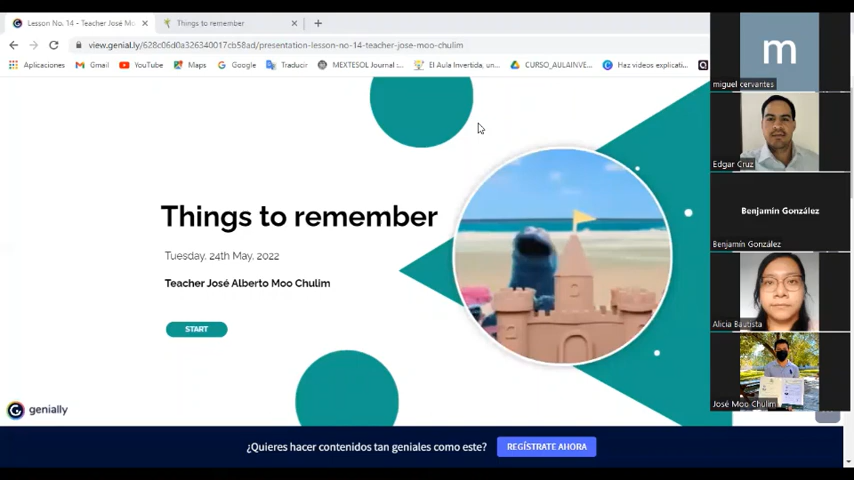 Lesson No. 14 - Teacher José Mo
Things to remember
view.genial.ly/628c06d0a326340017cb58ad/presentation-lesson-no-14-teacher-jose-moo-chulim
Aplicaciones
Gmail
YouTube
Maps
Google
Traducir
MEXTESOL Journal :...
El Aula Invertida, un...
CURSO_AULAINVE...
Haz videos explicati...
Things to remember
Tuesday, 24th May, 2022
Teacher José Alberto Moo Chulim
START
genially
¿Quieres hacer contenidos tan geniales como este?
REGÍSTRATE AHORA
m
miguel cervantes
Edgar Cruz
Benjamín González
Benjamín González
Alicia Bautista
José Moo Chulim